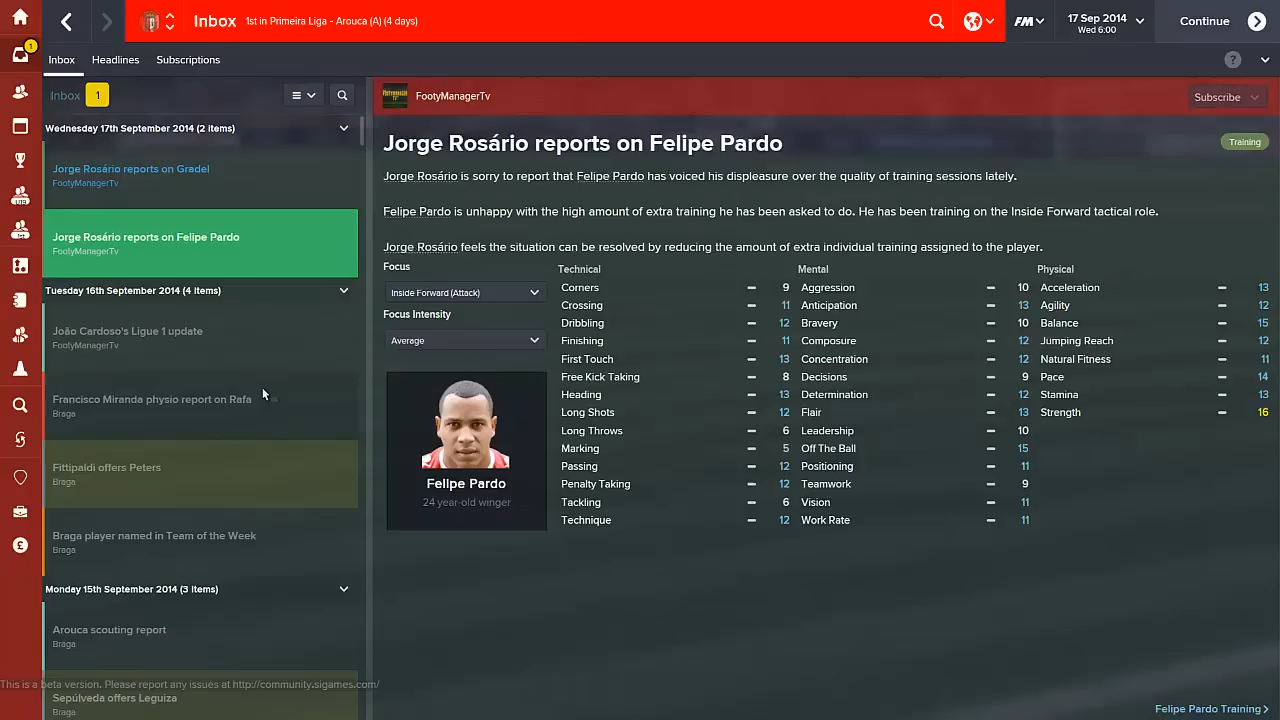 Inbox 1st in Primeira Liga - Arouca (A) (4 days)
FM
17 Sep 2014
Wed 6:00
Continue
1
Inbox Headlines Subscriptions
?
Inbox 1
Wednesday 17th September 2014 (2 items)
Jorge Rosário reports on Gradel
FootyManagerTv
Jorge Rosário reports on Felipe Pardo
FootyManagerTv
Tuesday 16th September 2014 (4 items)
João Cardoso's Ligue 1 update
FootyManagerTv
Francisco Miranda physio report on Rafa
Braga
Fittipaldi offers Peters
Braga
Braga player named in Team of the Week
Braga
Monday 15th September 2014 (3 items)
Arouca scouting report
Braga
Sepúlveda offers Leguiza
Braga
This is a beta version. Please report any issues at http://community.sigames.com/
U19
FootyManagerTv
Subscribe
Jorge Rosário reports on Felipe Pardo
Training
Jorge Rosário is sorry to report that Felipe Pardo has voiced his displeasure over the quality of training sessions lately.
Felipe Pardo is unhappy with the high amount of extra training he has been asked to do. He has been training on the Inside Forward tactical role.
Jorge Rosário feels the situation can be resolved by reducing the amount of extra individual training assigned to the player.
Focus
Inside Forward (Attack)
Focus Intensity
Average
Felipe Pardo
24 year-old winger
Technical Mental Physical
Corners - 9 Aggression - 10 Acceleration - 13
Crossing - 11 Anticipation - 13 Agility - 12
Dribbling - 12 Bravery - 10 Balance - 15
Finishing - 11 Composure - 12 Jumping Reach - 12
First Touch - 13 Concentration - 12 Natural Fitness - 11
Free Kick Taking - 8 Decisions - 9 Pace - 14
Heading - 13 Determination - 12 Stamina - 13
Long Shots - 12 Flair - 13 Strength - 16
Long Throws - 6 Leadership - 10
Marking - 5 Off The Ball - 15
Passing - 12 Positioning - 11
Penalty Taking - 12 Teamwork - 9
Tackling - 6 Vision - 11
Technique - 12 Work Rate - 11
Felipe Pardo Training